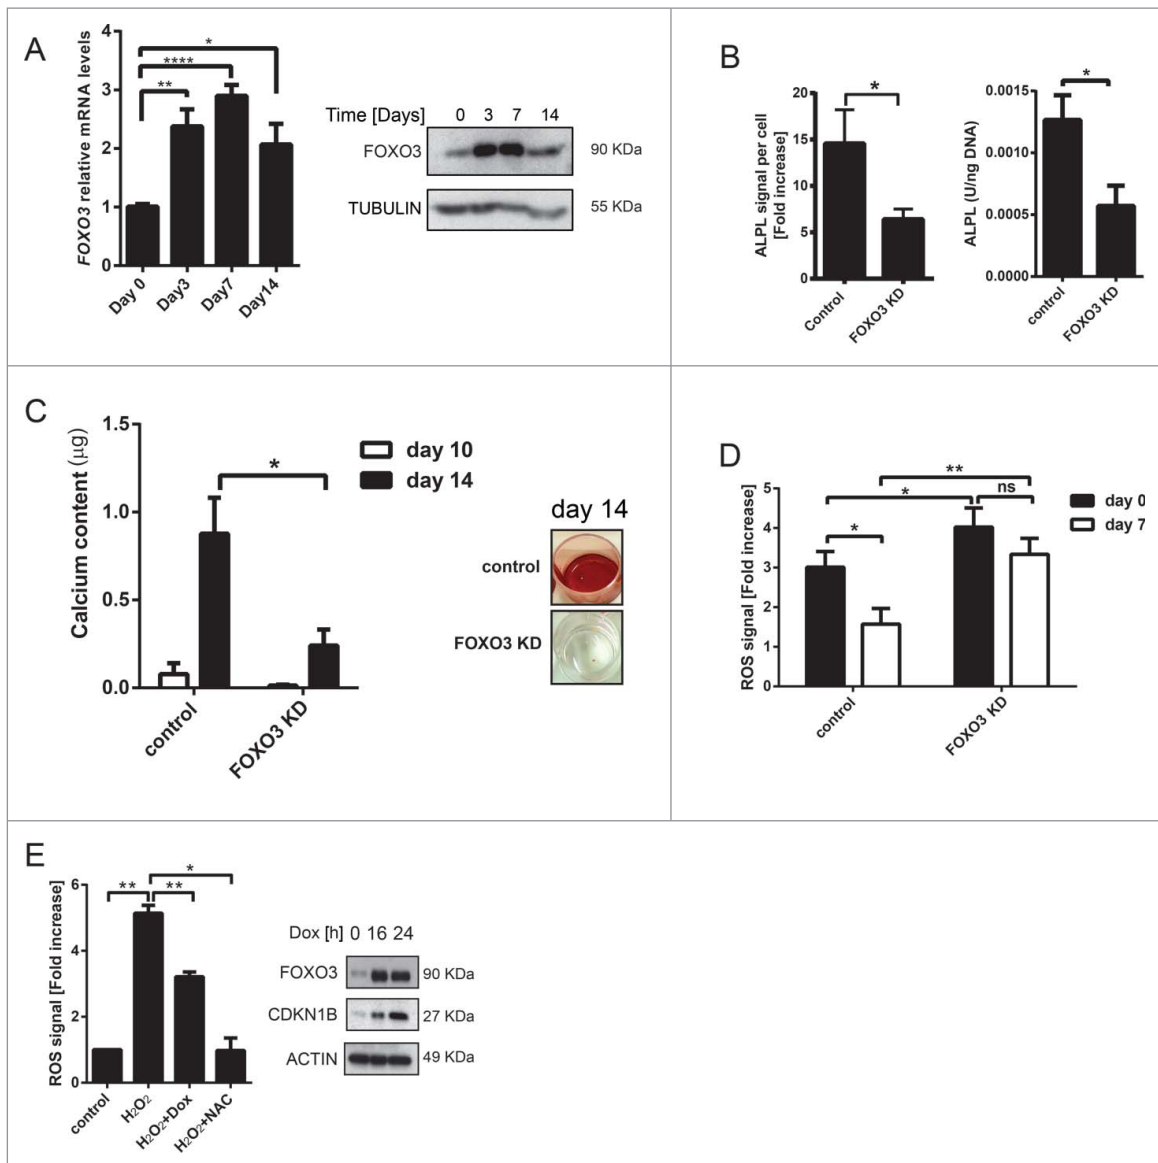 A
FOXO3 relative mRNA levels
4
3
2
1
0
*
****
**
Day 0
Day3
Day7
Day14
Time [Days] 0 3 7 14
FOXO3 90 KDa
TUBULIN 55 KDa
B
ALPL signal per cell
[Fold increase]
20
15
10
5
0
*
Control
FOXO3 KD
ALPL (U/ng DNA)
0.0015
0.0010
0.0005
0.0000
*
control
FOXO3 KD
C
Calcium content (μg)
1.5
1.0
0.5
0.0
*
control
FOXO3 KD
day 10
day 14
day 14
control
FOXO3 KD
D
ROS signal [Fold increase]
5
4
3
2
1
0
**
* ns
*
control
FOXO3 KD
day 0
day 7
E
ROS signal [Fold increase]
6
4
2
0
*
** **
control
H₂O₂
H₂O₂+Dox
H₂O₂+NAC
Dox [h] 0 16 24
FOXO3 90 KDa
CDKN1B 27 KDa
ACTIN 49 KDa